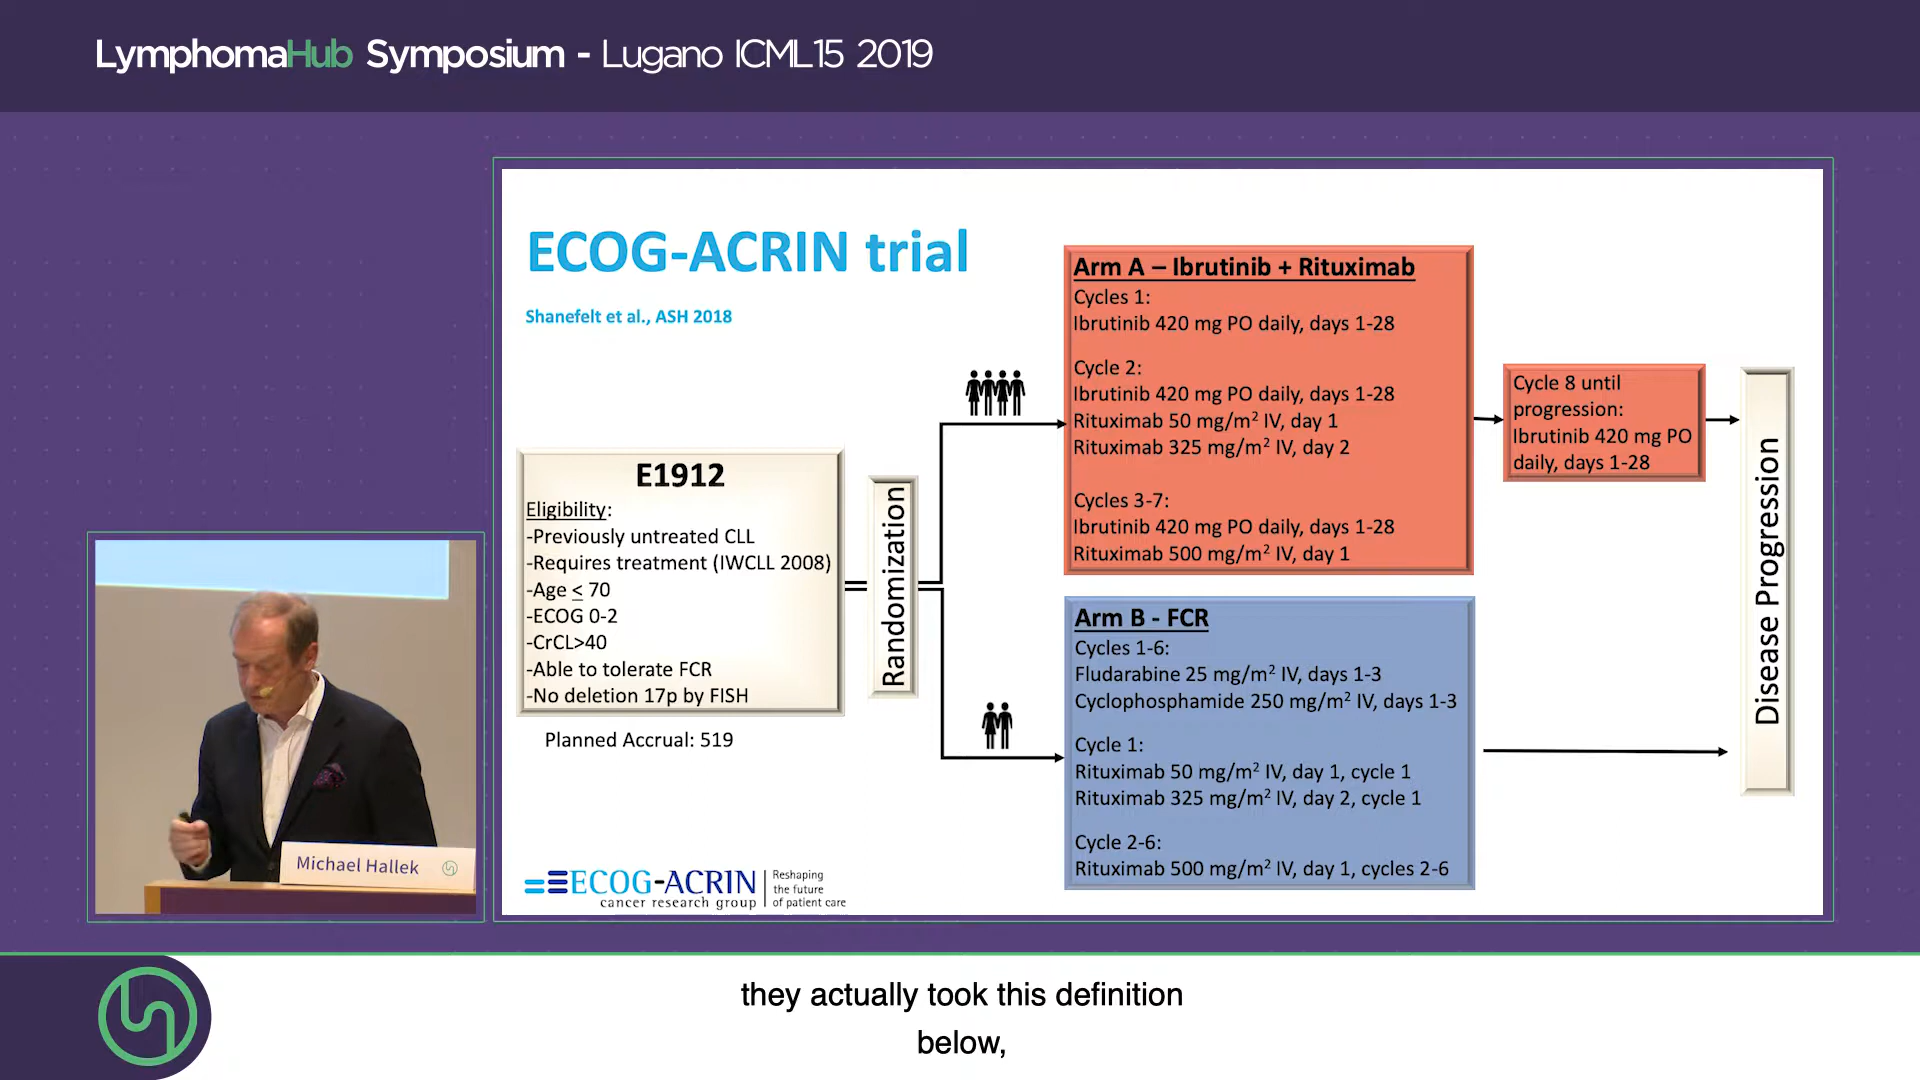 LymphomaHub Symposium - Lugano ICML15 2019
ECOG-ACRIN trial
Shanefelt et al., ASH 2018
E1912
Eligibility:
-Previously untreated CLL
-Requires treatment (IWCLL 2008)
-Age ≤ 70
-ECOG 0-2
-CrCL>40
-Able to tolerate FCR
-No deletion 17p by FISH
Planned Accrual: 519
Randomization
Arm A – Ibrutinib + Rituximab
Cycles 1:
Ibrutinib 420 mg PO daily, days 1-28
Cycle 2:
Ibrutinib 420 mg PO daily, days 1-28
Rituximab 50 mg/m² IV, day 1
Rituximab 325 mg/m² IV, day 2
Cycles 3-7:
Ibrutinib 420 mg PO daily, days 1-28
Rituximab 500 mg/m² IV, day 1
Cycle 8 until
progression:
Ibrutinib 420 mg PO
daily, days 1-28
Arm B - FCR
Cycles 1-6:
Fludarabine 25 mg/m² IV, days 1-3
Cyclophosphamide 250 mg/m² IV, days 1-3
Cycle 1:
Rituximab 50 mg/m² IV, day 1, cycle 1
Rituximab 325 mg/m² IV, day 2, cycle 1
Cycle 2-6:
Rituximab 500 mg/m² IV, day 1, cycles 2-6
Disease Progression
ECOG-ACRIN
cancer research group
Reshaping
the future
of patient care
Michael Hallek
they actually took this definition
below,